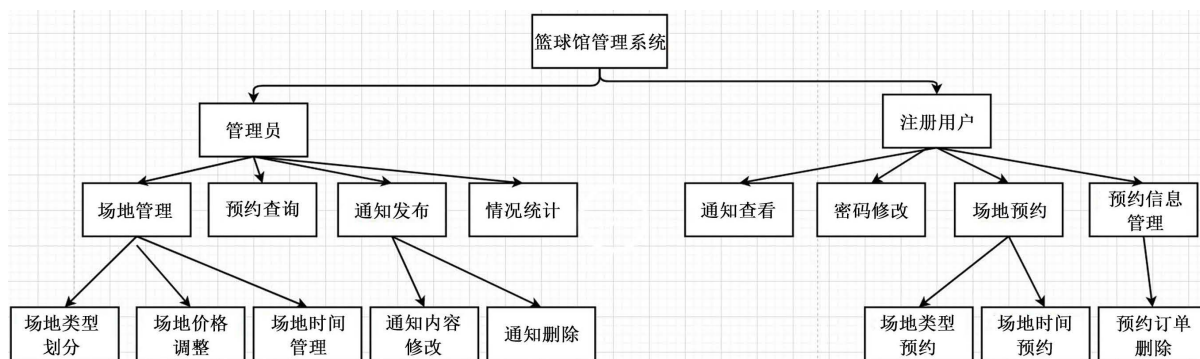 篮球馆管理系统
管理员
注册用户
场地管理
预约查询
通知发布
情况统计
通知查看
密码修改
场地预约
预约信息
管理
场地类型
划分
场地价格
调整
场地时间
管理
通知内容
修改
通知删除
场地类型
预约
场地时间
预约
预约订单
删除